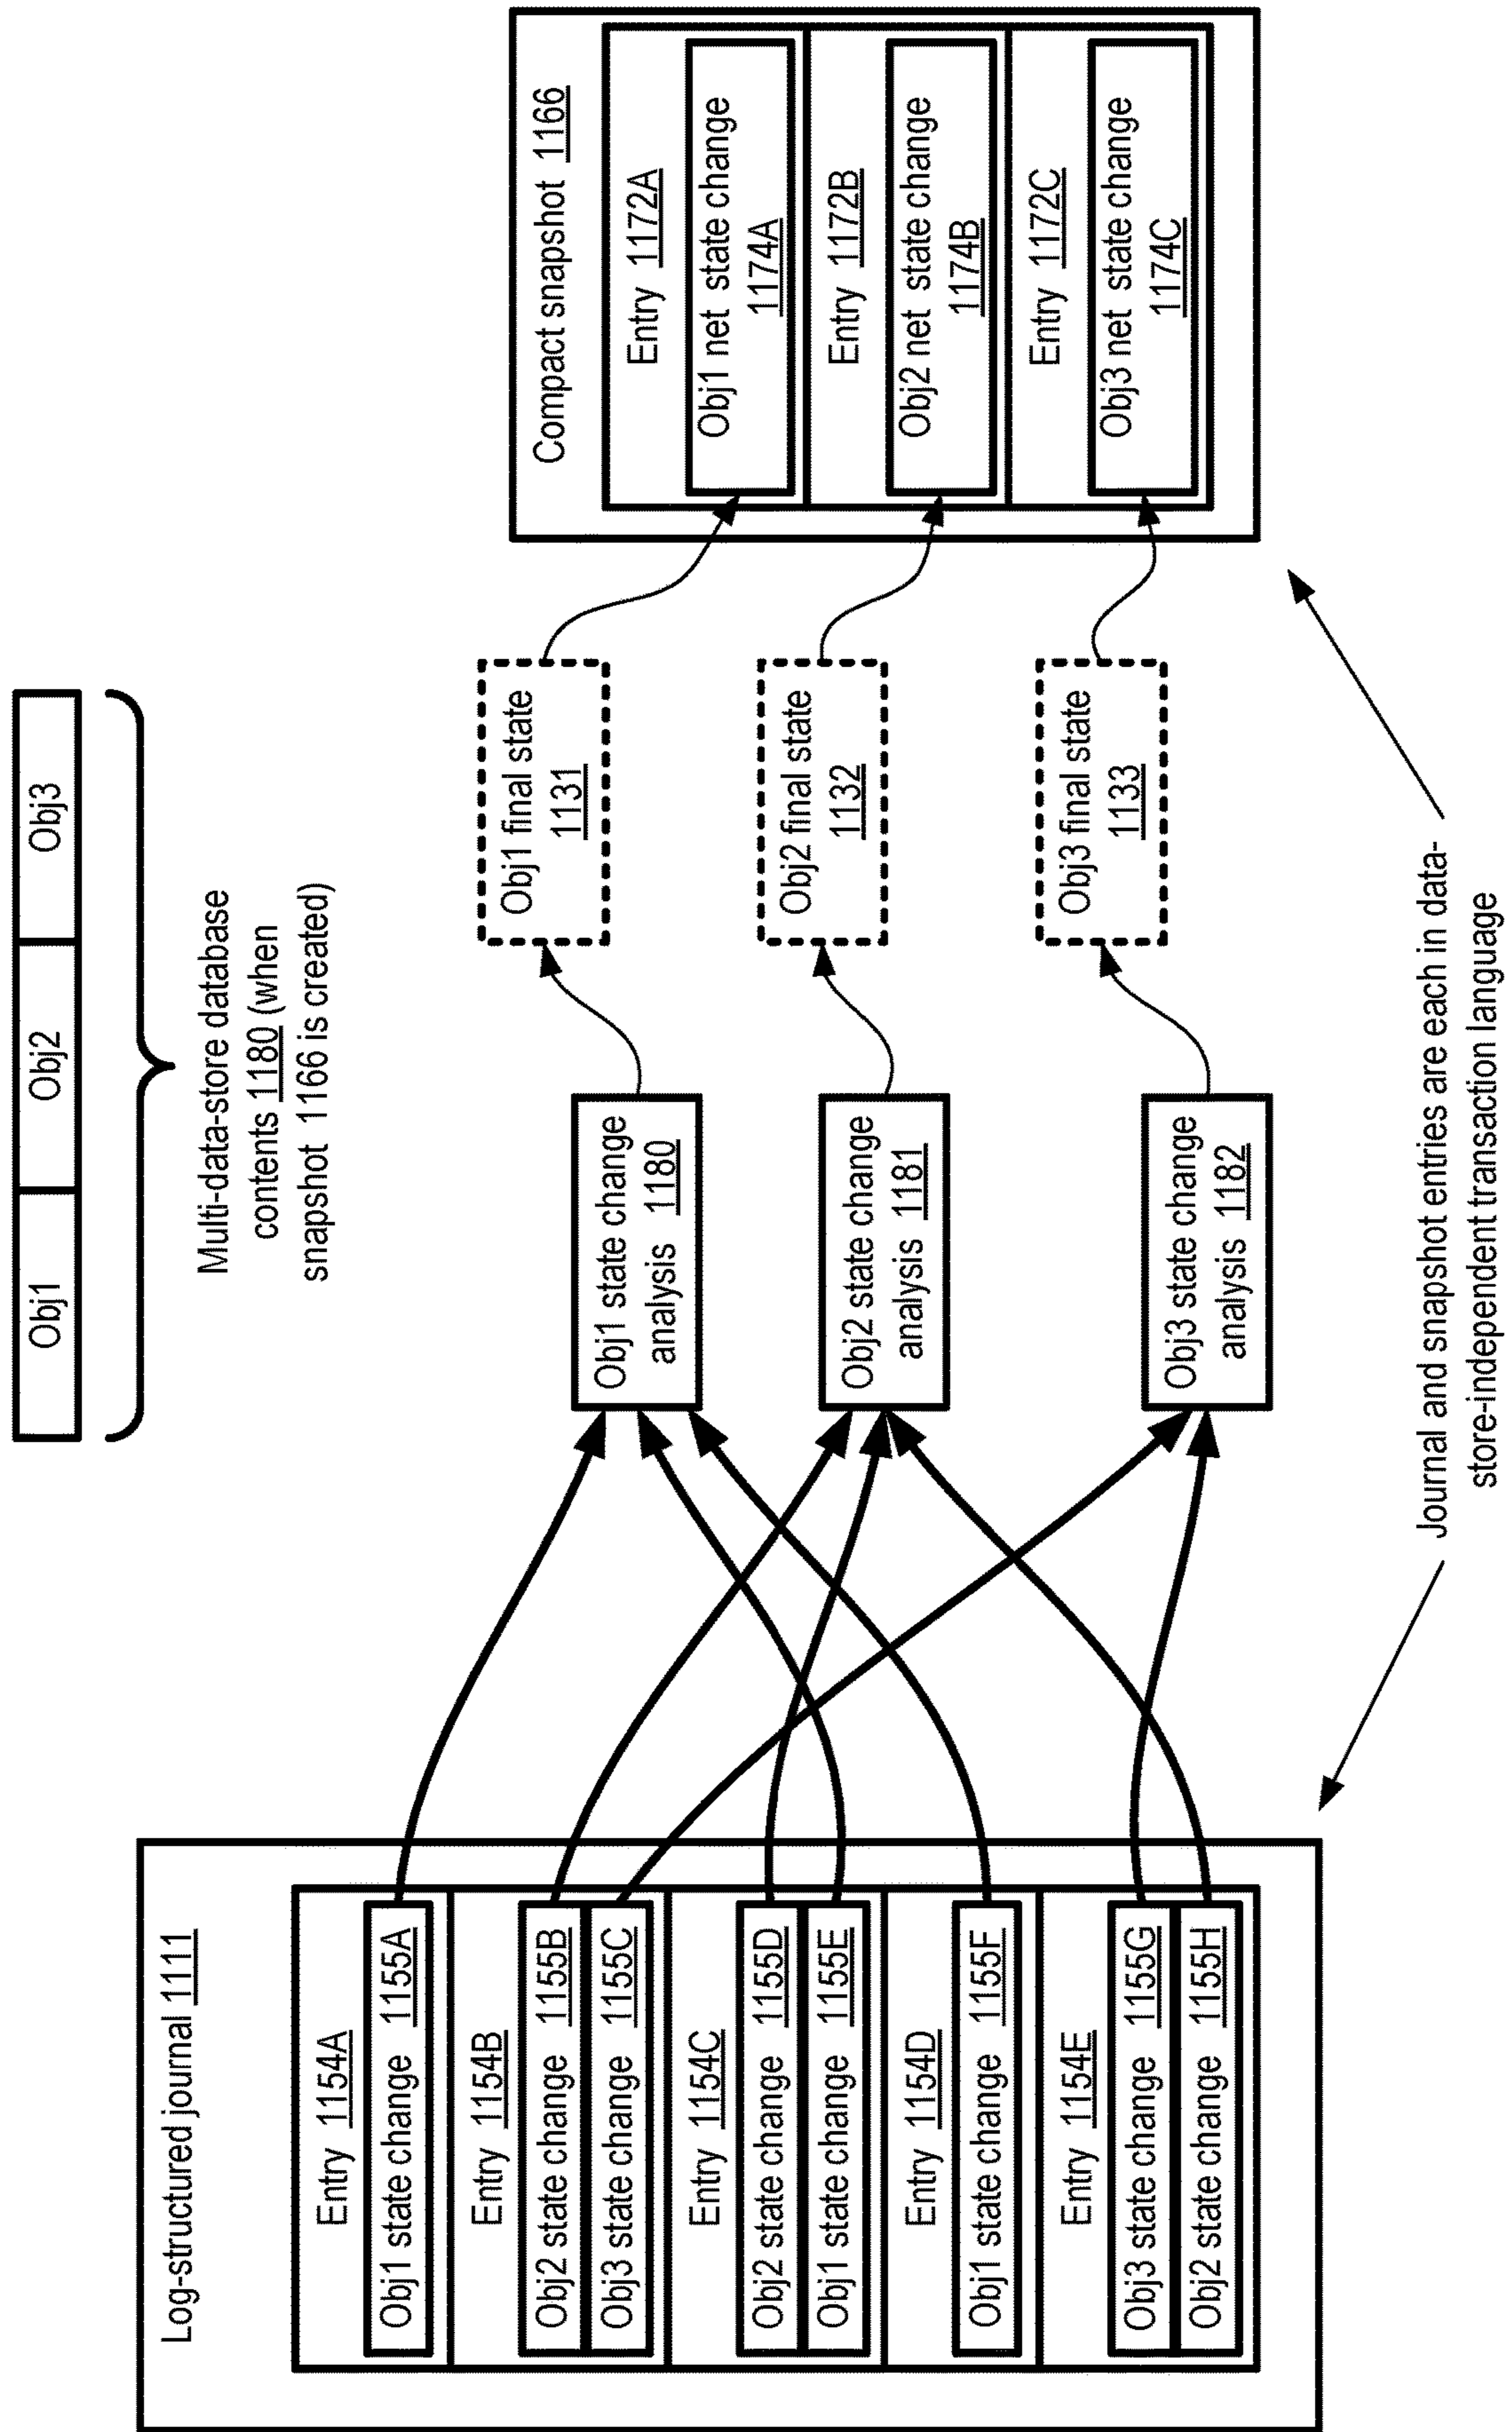 Obj1
Obj2
Obj3
Multi-data-store database
contents 1180 (when
snapshot 1166 is created)
Log-structured journal 1111
Entry 1154A
Obj1 state change 1155A
Entry 1154B
Obj2 state change 1155B
Obj3 state change 1155C
Entry 1154C
Obj2 state change 1155D
Obj1 state change 1155E
Entry 1154D
Obj1 state change 1155F
Entry 1154E
Obj3 state change 1155G
Obj2 state change 1155H
Obj1 state change
analysis 1180
Obj2 state change
analysis 1181
Obj3 state change
analysis 1182
Obj1 final state
1131
Obj2 final state
1132
Obj3 final state
1133
Compact snapshot 1166
Entry 1172A
Obj1 net state change
1174A
Entry 1172B
Obj2 net state change
1174B
Entry 1172C
Obj3 net state change
1174C
Journal and snapshot entries are each in data-
store-independent transaction language